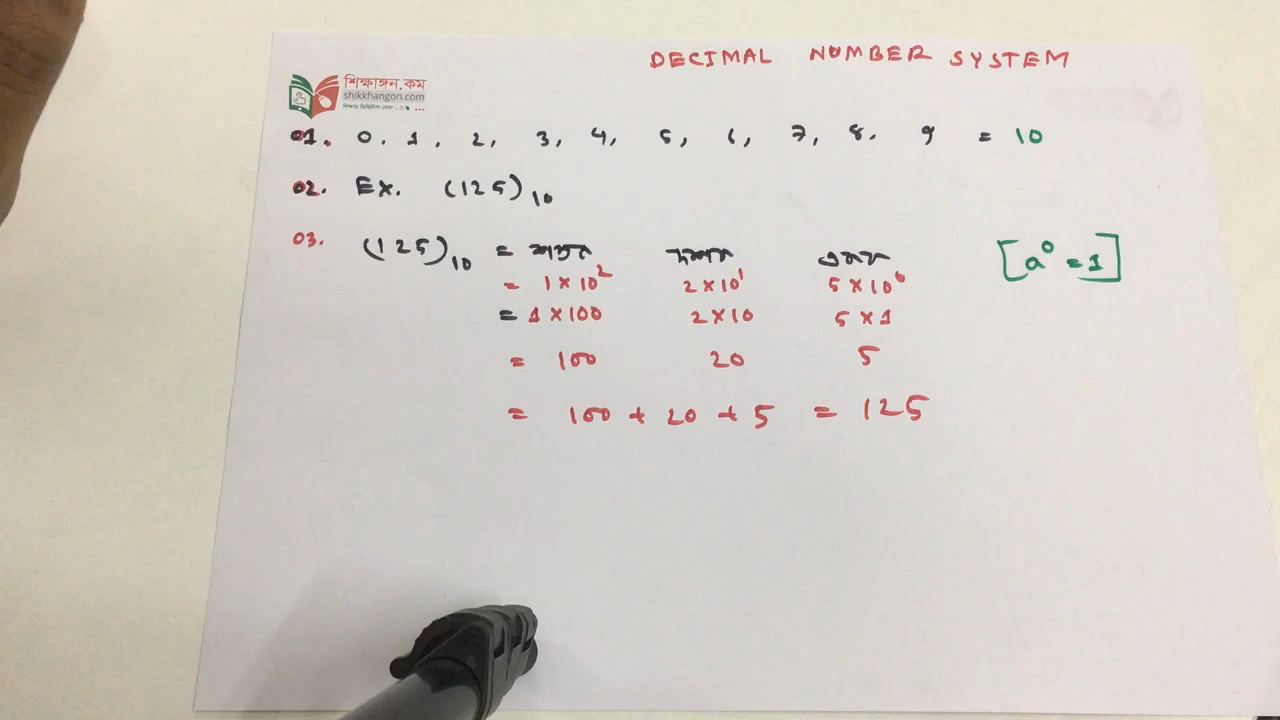 DECIMAL NUMBER SYSTEM
শিক্ষাঙ্গন.কম
shikkhangon.com
01. 0, 1, 2, 3, 4, 5, 6, 7, 8, 9 = 10
02. Ex. (125)₁₀
03. (125)₁₀ = শতক দশক একক [a⁰ = 1]
= 1 × 10² 2 × 10¹ 5 × 10⁰
= 1 × 100 2 × 10 5 × 1
= 100 20 5
= 100 + 20 + 5 = 125